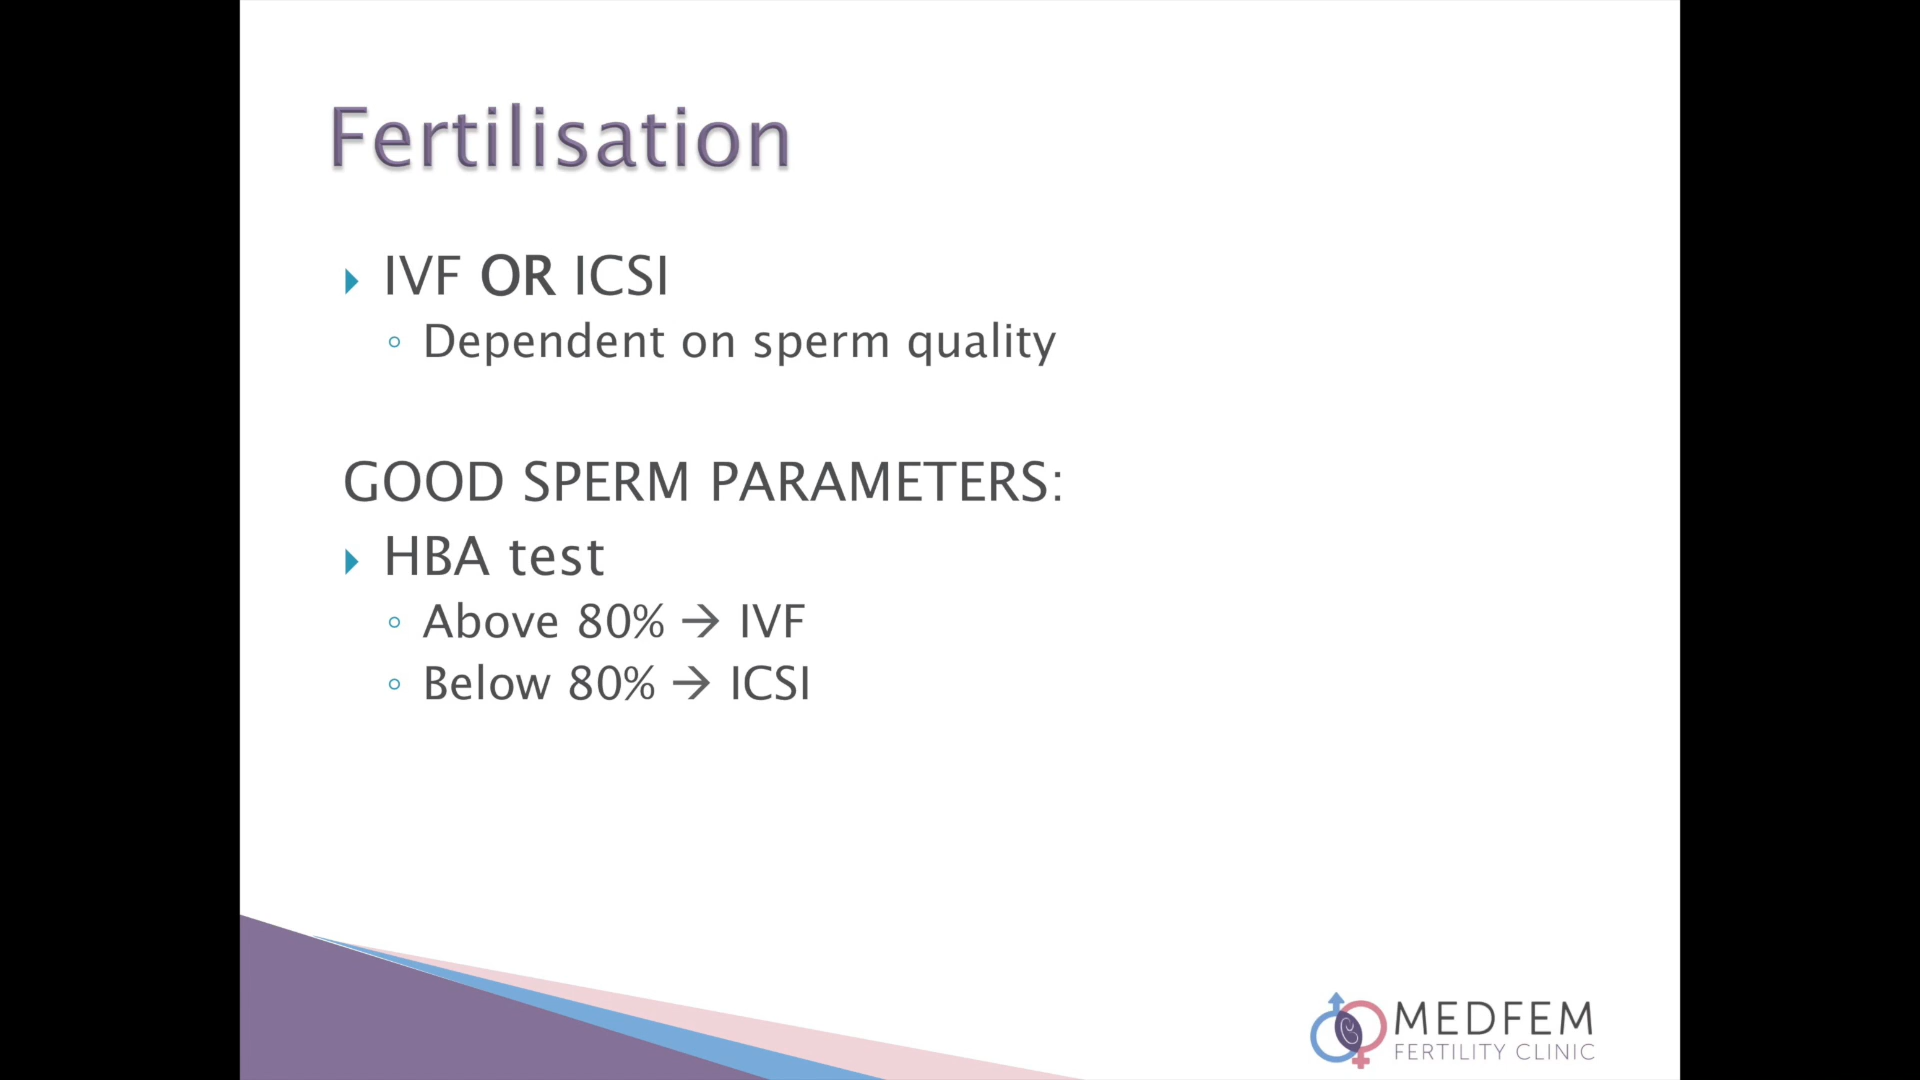 Fertilisation
IVF OR ICSI
Dependent on sperm quality
GOOD SPERM PARAMETERS:
HBA test
Above 80% → IVF
Below 80% → ICSI
MEDFEM
FERTILITY CLINIC